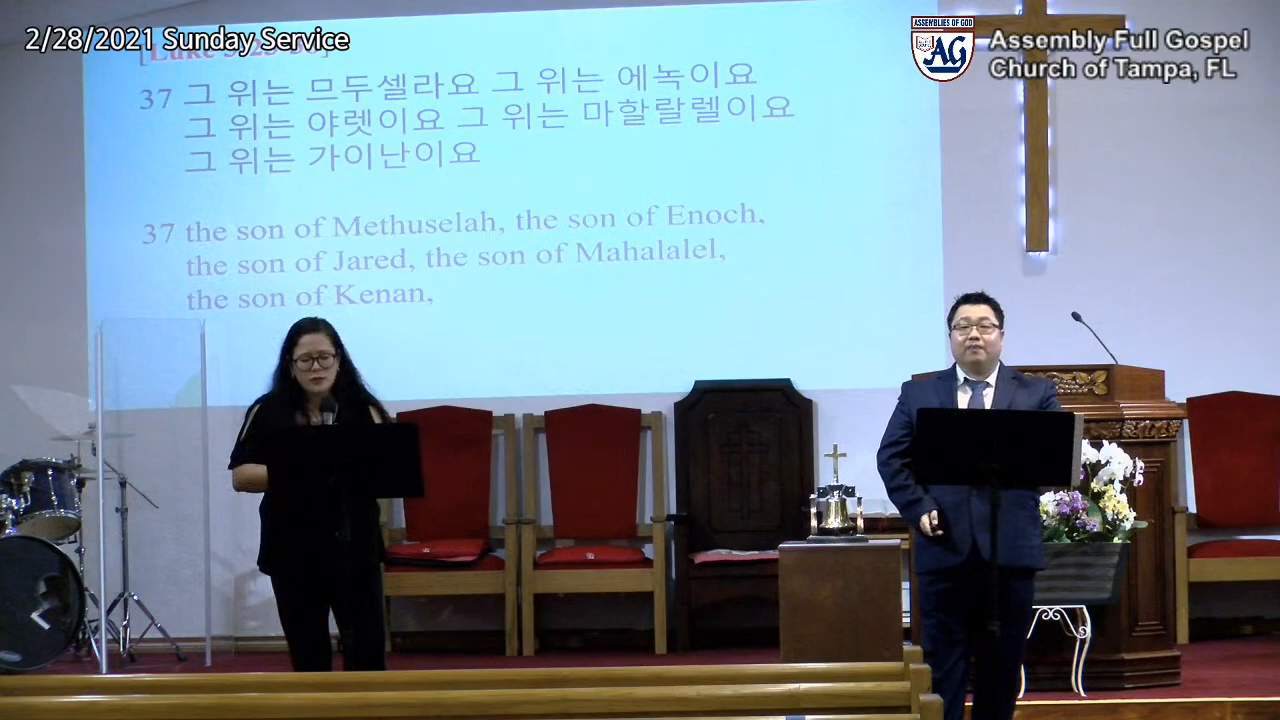 2/28/2021 Sunday Service
ASSEMBLIES OF GOD
AG
Assembly Full Gospel
Church of Tampa, FL
[Luke
37 그 위는 므두셀라요 그 위는 에녹이요
그 위는 야렛이요 그 위는 마할랄렐이요
그 위는 가이난이요
37 the son of Methuselah, the son of Enoch,
the son of Jared, the son of Mahalalel,
the son of Kenan,